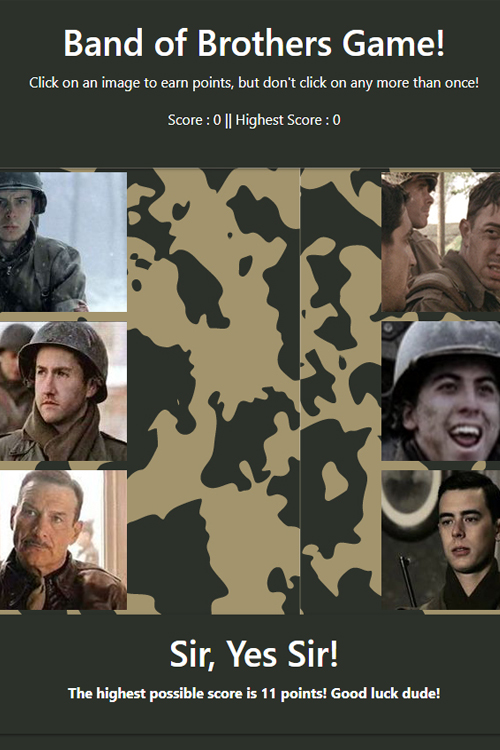 Band of Brothers Game!
Click on an image to earn points, but don't click on any more than once!
Score : 0 || Highest Score : 0
Sir, Yes Sir!
The highest possible score is 11 points! Good luck dude!